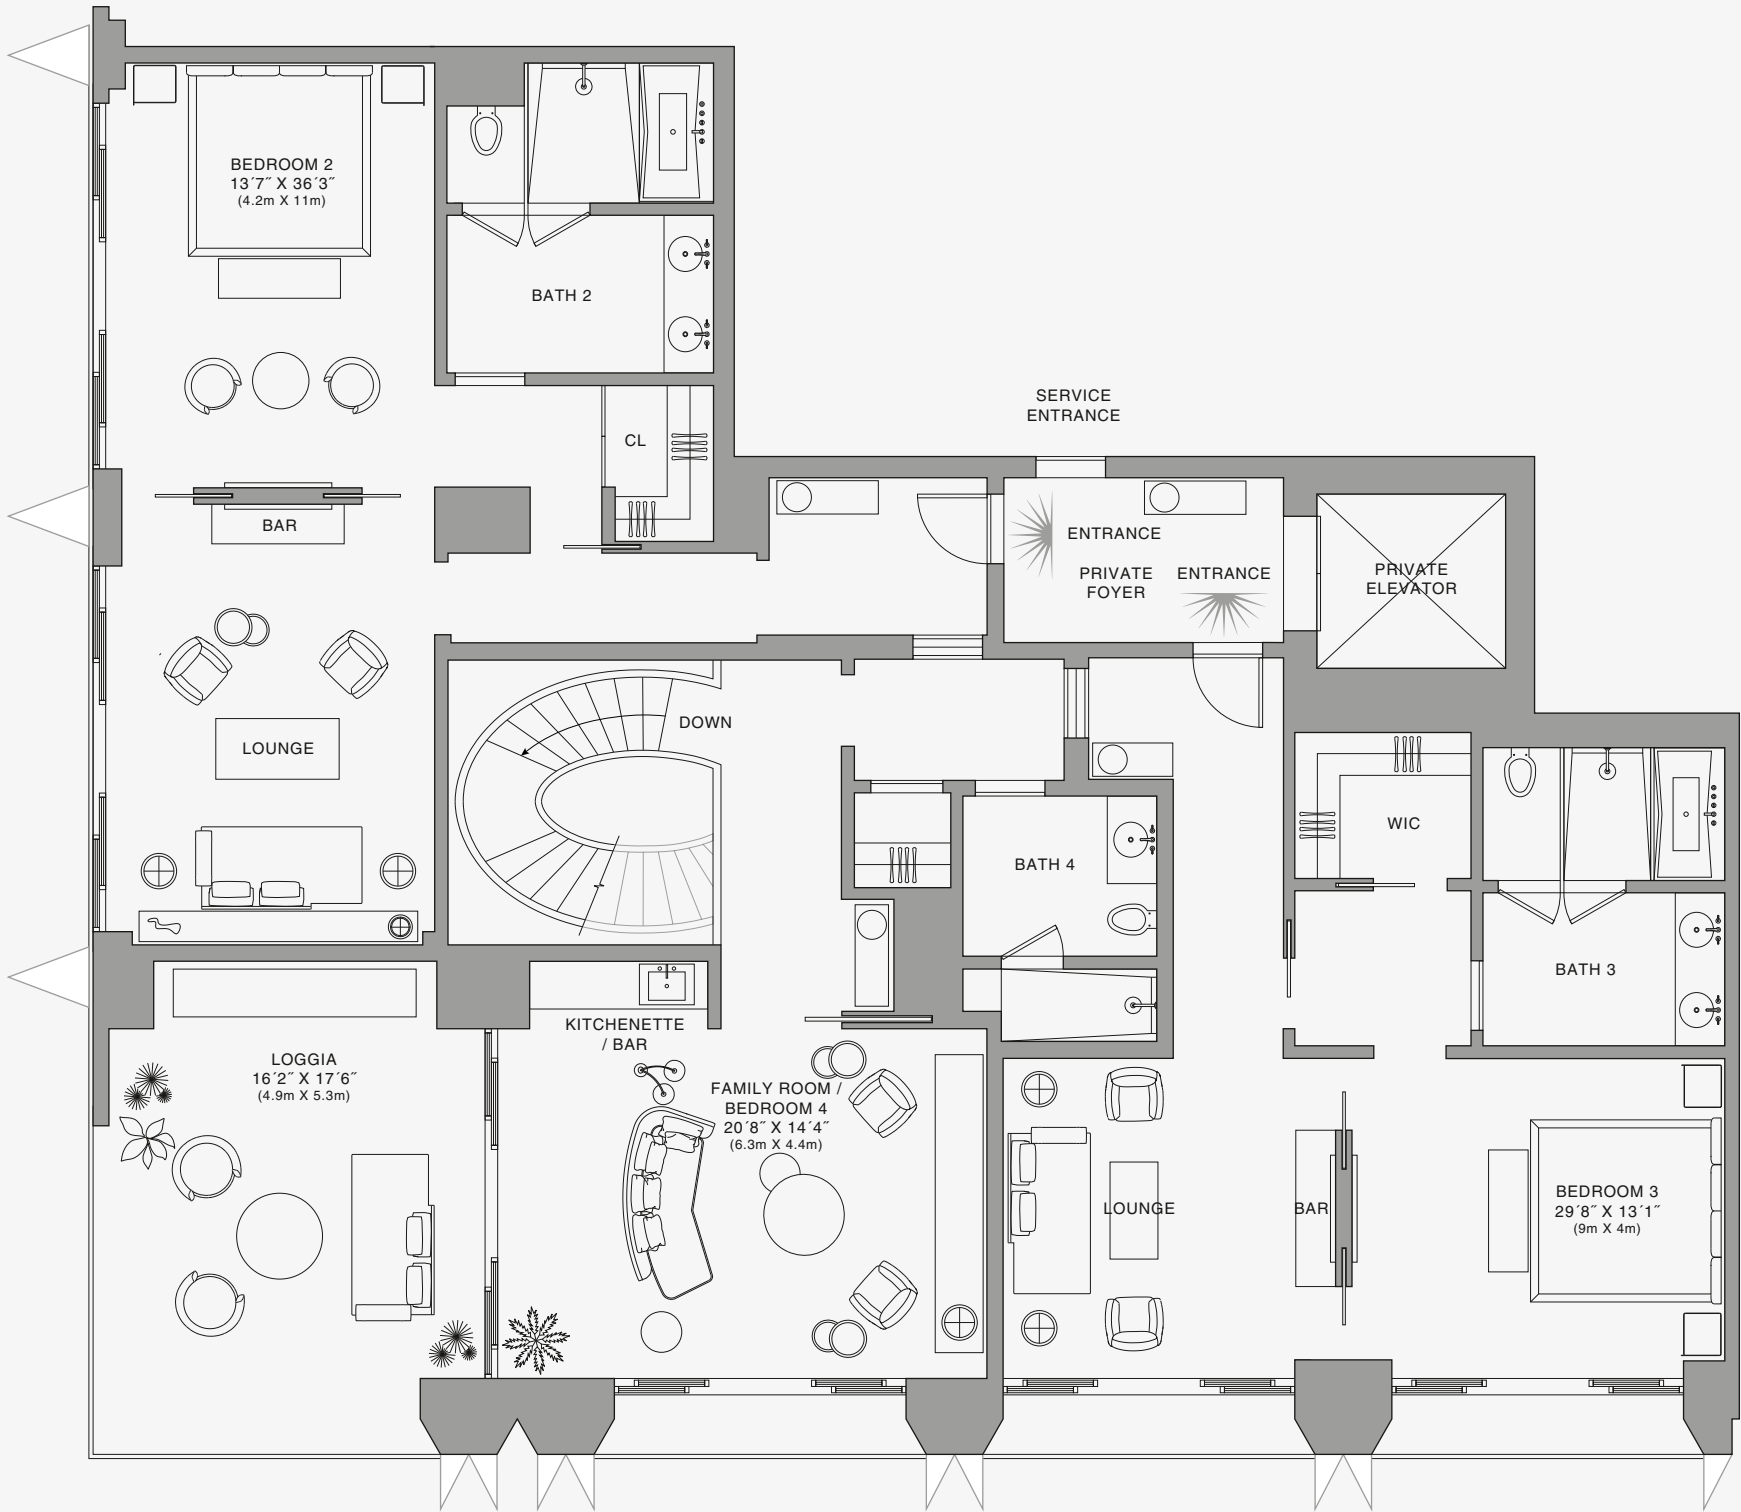 BEDROOM 2
13´7˝ X 36´3˝
(4.2m X 11m)
BATH 2
CL
SERVICE
ENTRANCE
BAR
ENTRANCE
PRIVATE
FOYER
ENTRANCE
PRIVATE
ELEVATOR
DOWN
LOUNGE
WIC
BATH 4
BATH 3
KITCHENETTE
/ BAR
LOGGIA
16´2˝ X 17´6˝
(4.9m X 5.3m)
FAMILY ROOM /
BEDROOM 4
20´8˝ X 14´4˝
(6.3m X 4.4m)
LOUNGE
BAR
BEDROOM 3
29´8˝ X 13´1˝
(9m X 4m)